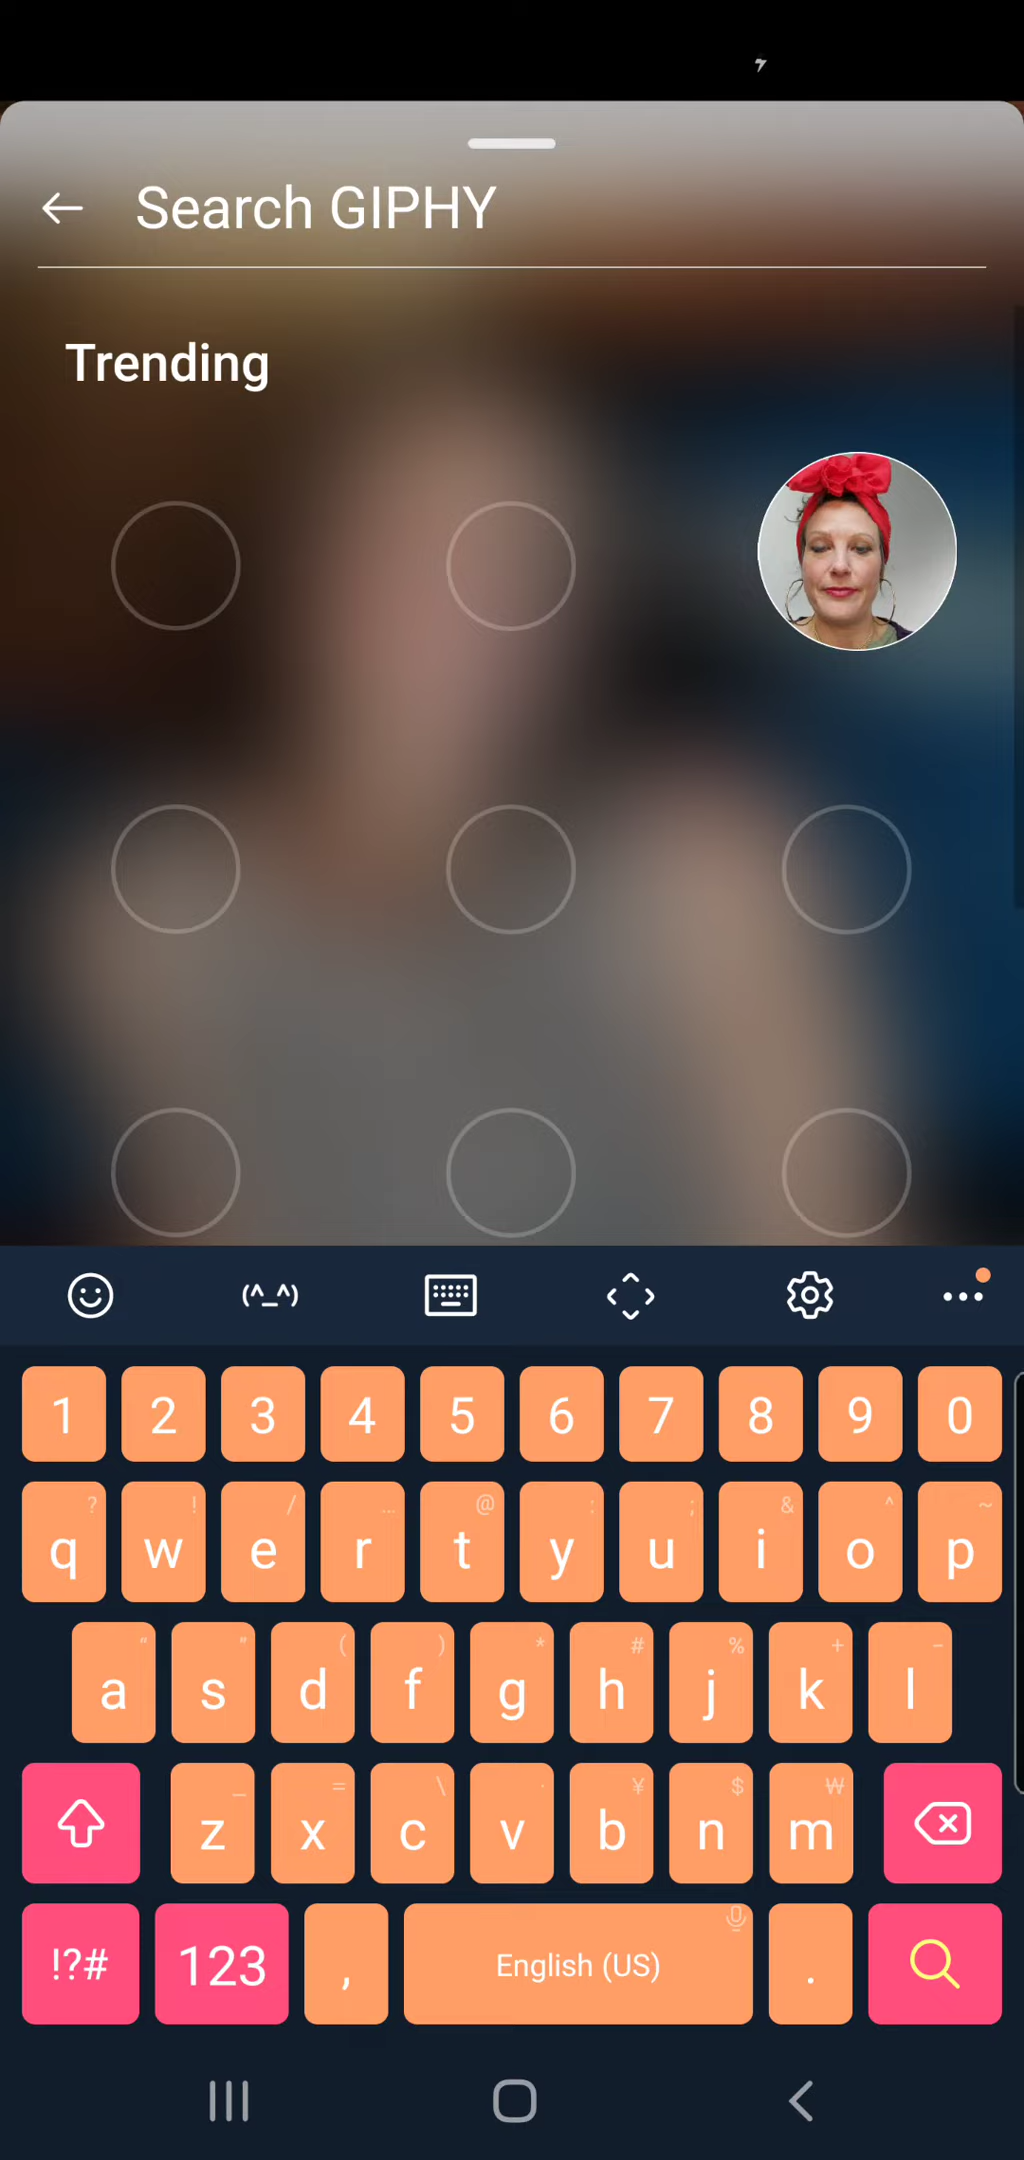 Search GIPHY
Trending
(^_^)
1 2 3 4 5 6 7 8 9 0
? ! / … @ : ; & ^ ~
q w e r t y u i o p
“ ” ( ) * # % + -
a s d f g h j k l
_ = \ · ¥ $ ₩
z x c v b n m
!?# 123 , English (US) .